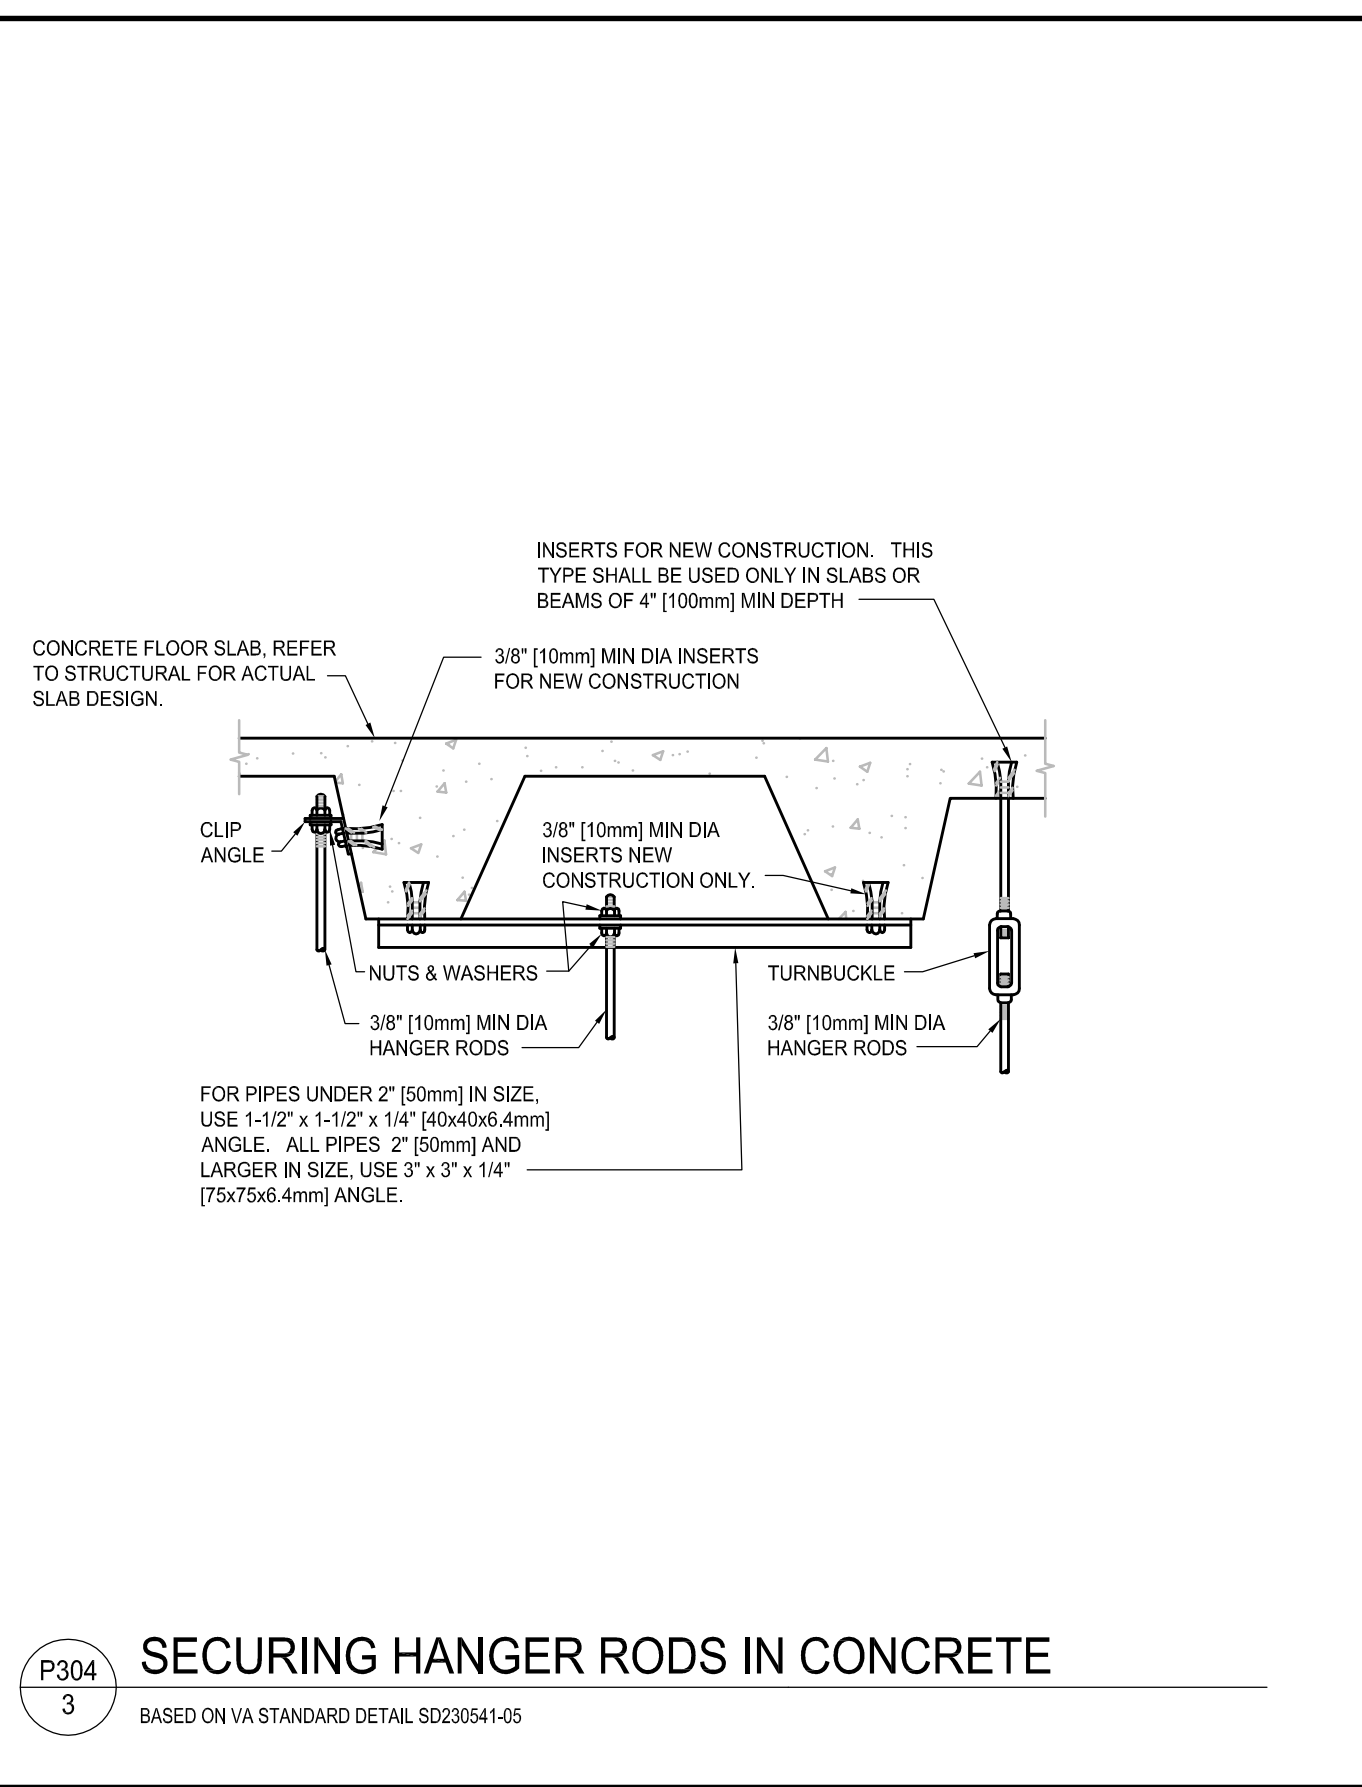 INSERTS FOR NEW CONSTRUCTION. THIS
TYPE SHALL BE USED ONLY IN SLABS OR
BEAMS OF 4" [100mm] MIN DEPTH
CONCRETE FLOOR SLAB, REFER
TO STRUCTURAL FOR ACTUAL
SLAB DESIGN.
3/8" [10mm] MIN DIA INSERTS
FOR NEW CONSTRUCTION
CLIP
ANGLE
3/8" [10mm] MIN DIA
INSERTS NEW
CONSTRUCTION ONLY.
NUTS & WASHERS
TURNBUCKLE
3/8" [10mm] MIN DIA
HANGER RODS
3/8" [10mm] MIN DIA
HANGER RODS
FOR PIPES UNDER 2" [50mm] IN SIZE,
USE 1-1/2" x 1-1/2" x 1/4" [40x40x6.4mm]
ANGLE. ALL PIPES 2" [50mm] AND
LARGER IN SIZE, USE 3" x 3" x 1/4"
[75x75x6.4mm] ANGLE.
P304
3
SECURING HANGER RODS IN CONCRETE
BASED ON VA STANDARD DETAIL SD230541-05